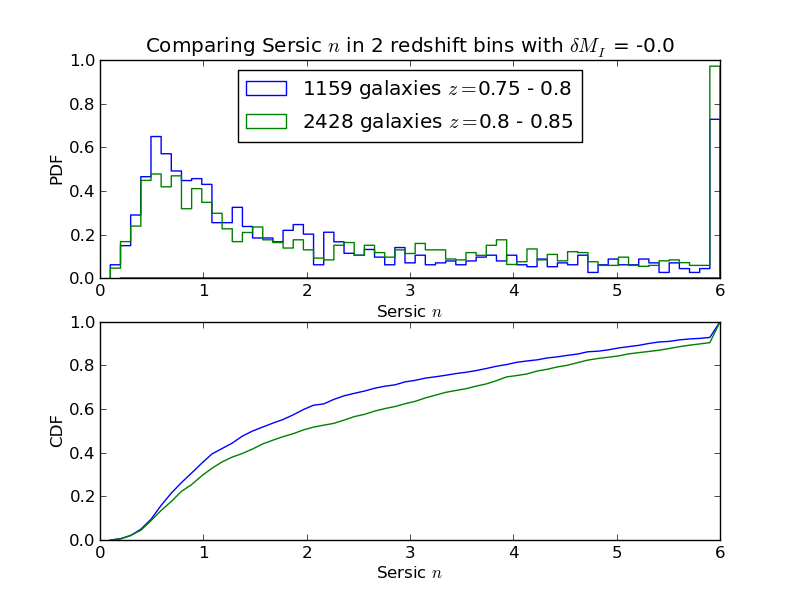 Comparing Sersic n in 2 redshift bins with δM_I = -0.0
1.0
0.8
0.6
0.4
0.2
0.0
PDF
1159 galaxies z=0.75 - 0.8
2428 galaxies z=0.8 - 0.85
0 1 2 3 4 5 6
Sersic n
1.0
0.8
0.6
0.4
0.2
0.0
CDF
0 1 2 3 4 5 6
Sersic n